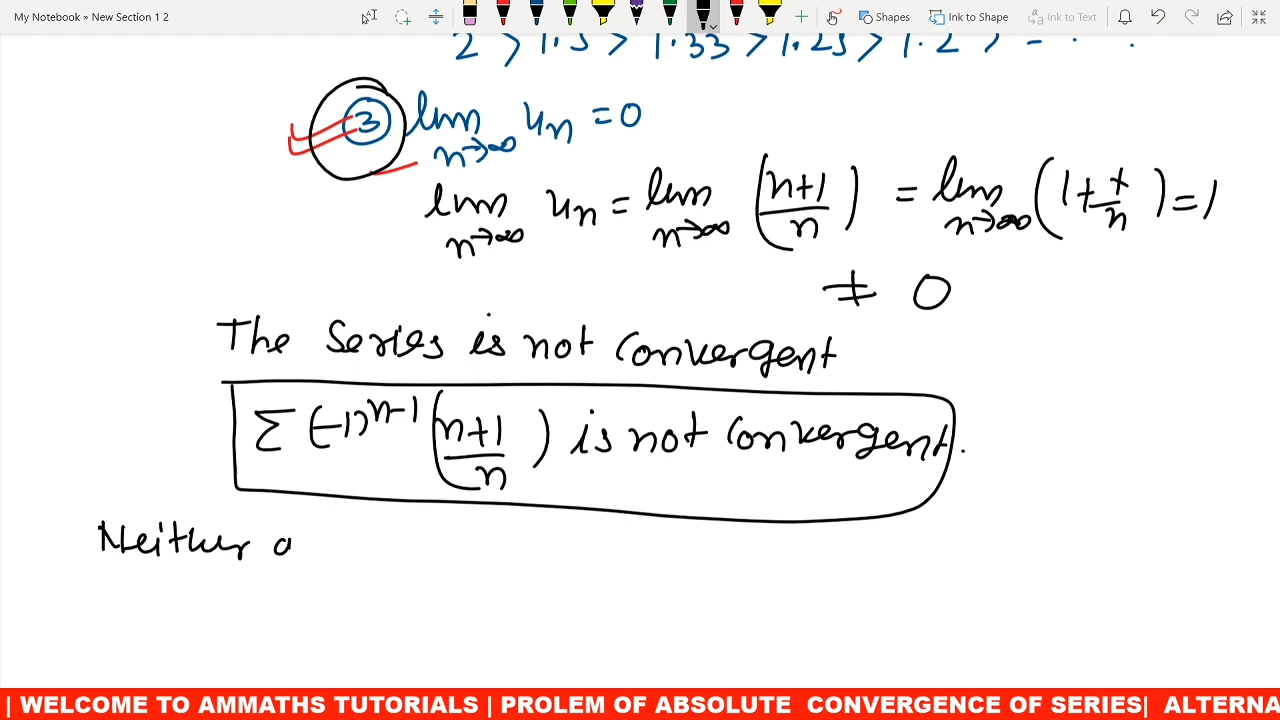 My Notebook » New Section 1 2
Shapes Ink to Shape Ink to Text
2 > 1.5 > 1.33 > 1.25 > 1.2 > - . .
③ lim n→∞ un = 0
lim n→∞ un = lim n→∞ (n+1/n) = lim n→∞ (1+1/n) = 1
≠ 0
The Series is not Convergent
Σ (-1)^n-1 (n+1/n) is not Convergent.
Neither a
| WELCOME TO AMMATHS TUTORIALS | PROLEM OF ABSOLUTE CONVERGENCE OF SERIES| ALTERNA